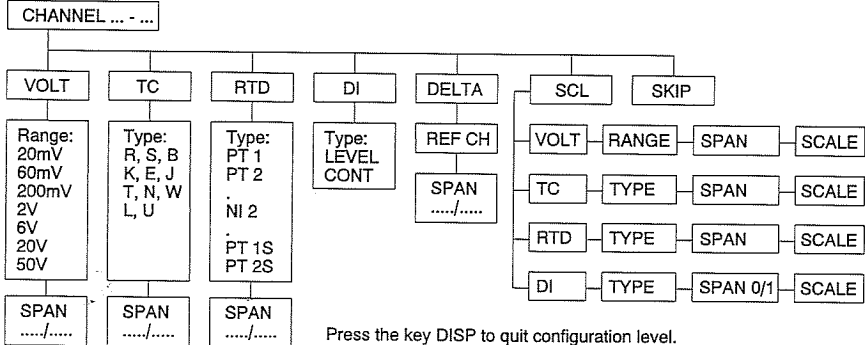 CHANNEL ... - ...
VOLT TC RTD DI DELTA SCL SKIP
Range:
20mV
60mV
200mV
2V
6V
20V
50V
SPAN
...../.....
Type:
R, S, B
K, E, J
T, N, W
L, U
SPAN
...../.....
Type:
PT 1
PT 2
.
NI 2
.
PT 1S
PT 2S
SPAN
...../.....
Type:
LEVEL
CONT
REF CH
SPAN
...../.....
VOLT RANGE SPAN SCALE
TC TYPE SPAN SCALE
RTD TYPE SPAN SCALE
DI TYPE SPAN 0/1 SCALE
Press the key DISP to quit configuration level.